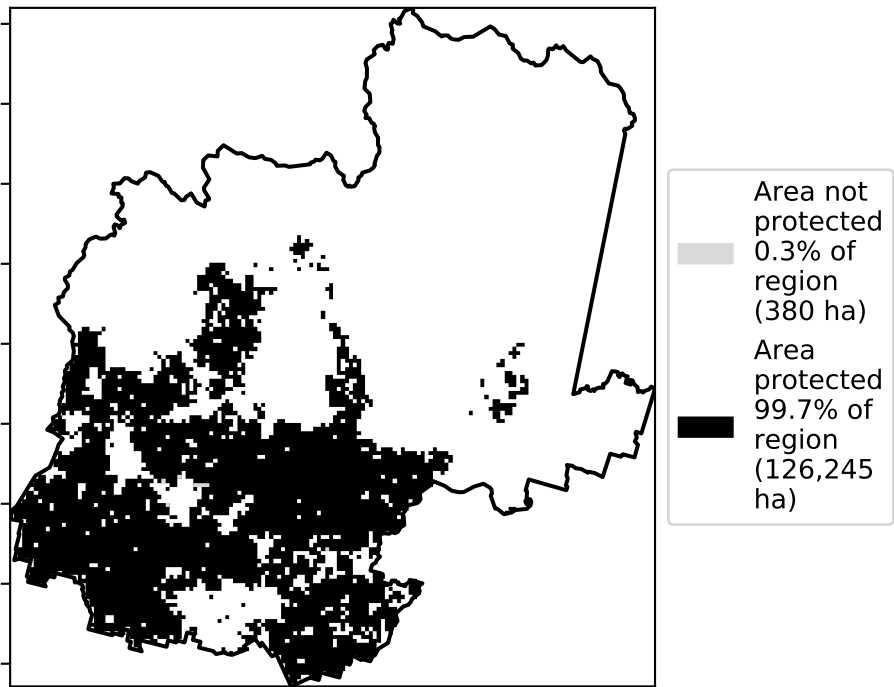 Area not
protected
0.3% of
region
(380 ha)
Area
protected
99.7% of
region
(126,245
ha)